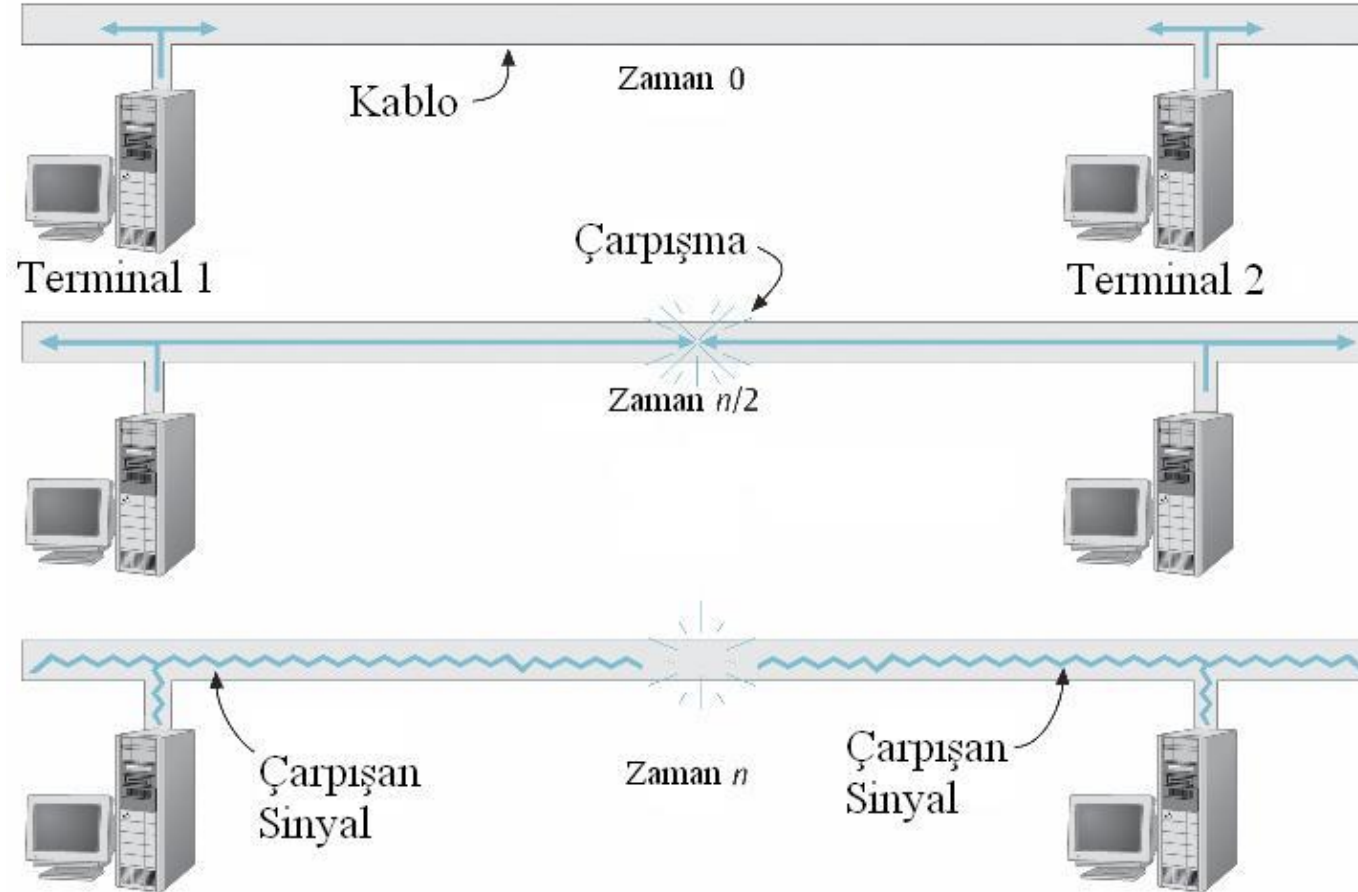 Zaman 0
Kablo
Terminal 1
Terminal 2
Çarpışma
Zaman n/2
Çarpışan
Sinyal
Zaman n
Çarpışan
Sinyal